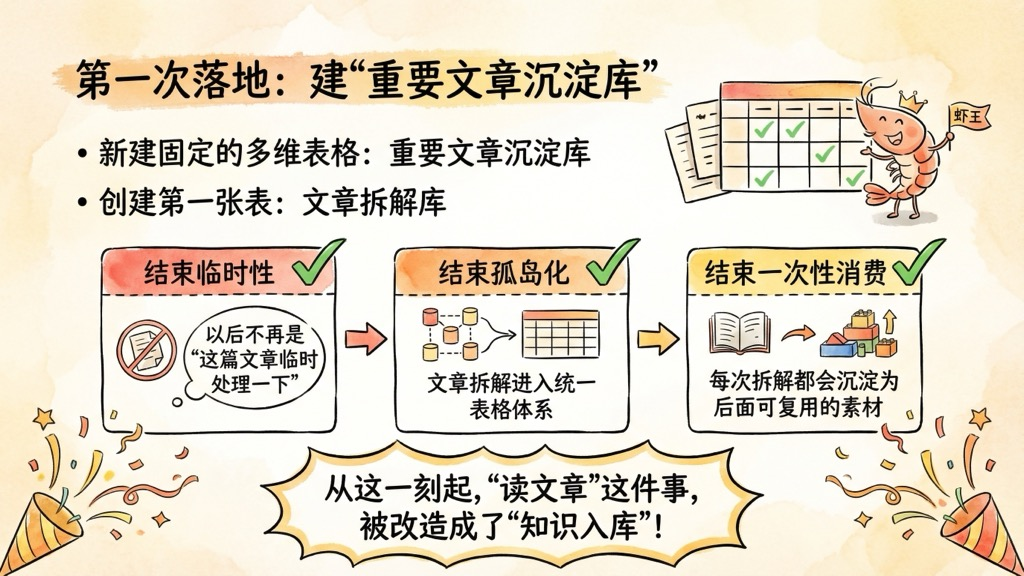 第一次落地：建“重要文章沉淀库”
虾王
• 新建固定的多维表格：重要文章沉淀库
• 创建第一张表：文章拆解库
结束临时性
以后不再是
“这篇文章临时
处理一下”
结束孤岛化
文章拆解进入统一
表格体系
结束一次性消费
每次拆解都会沉淀为
后面可复用的素材
从这一刻起，“读文章”这件事，
被改造成了“知识入库”！